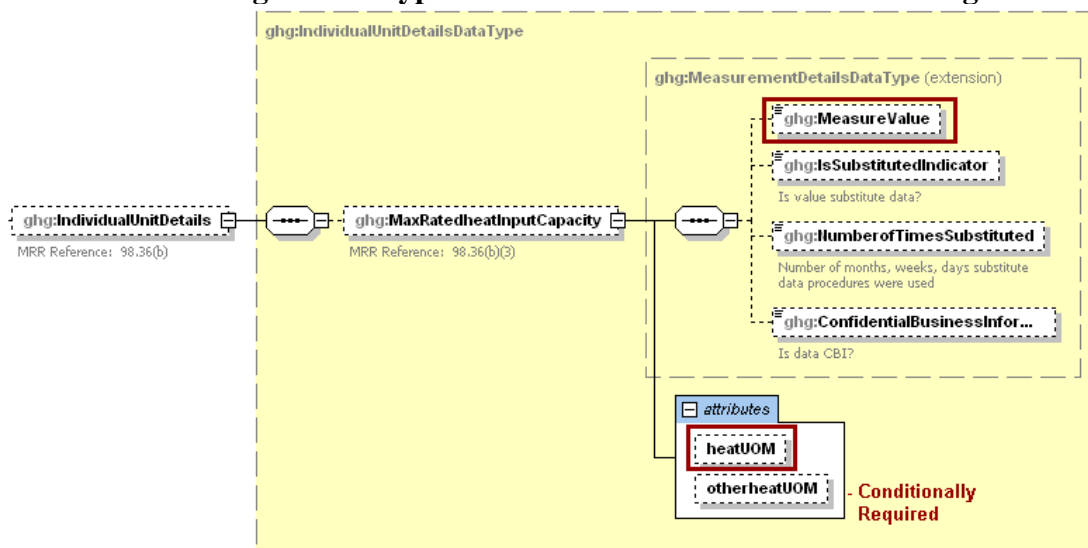 ghg:IndividualUnitDetailsDataType
ghg:MeasurementDetailsDataType (extension)
ghg:MeasureValue
ghg:IsSubstitutedIndicator
Is value substitute data?
ghg:IndividualUnitDetails
MRR Reference: 98.36(b)
ghg:MaxRatedheatInputCapacity
MRR Reference: 98.36(b)(3)
ghg:NumberofTimesSubstituted
Number of months, weeks, days substitute
data procedures were used
ghg:ConfidentialBusinessInfor...
Is data CBI?
attributes
heatUOM
otherheatUOM
- Conditionally
Required